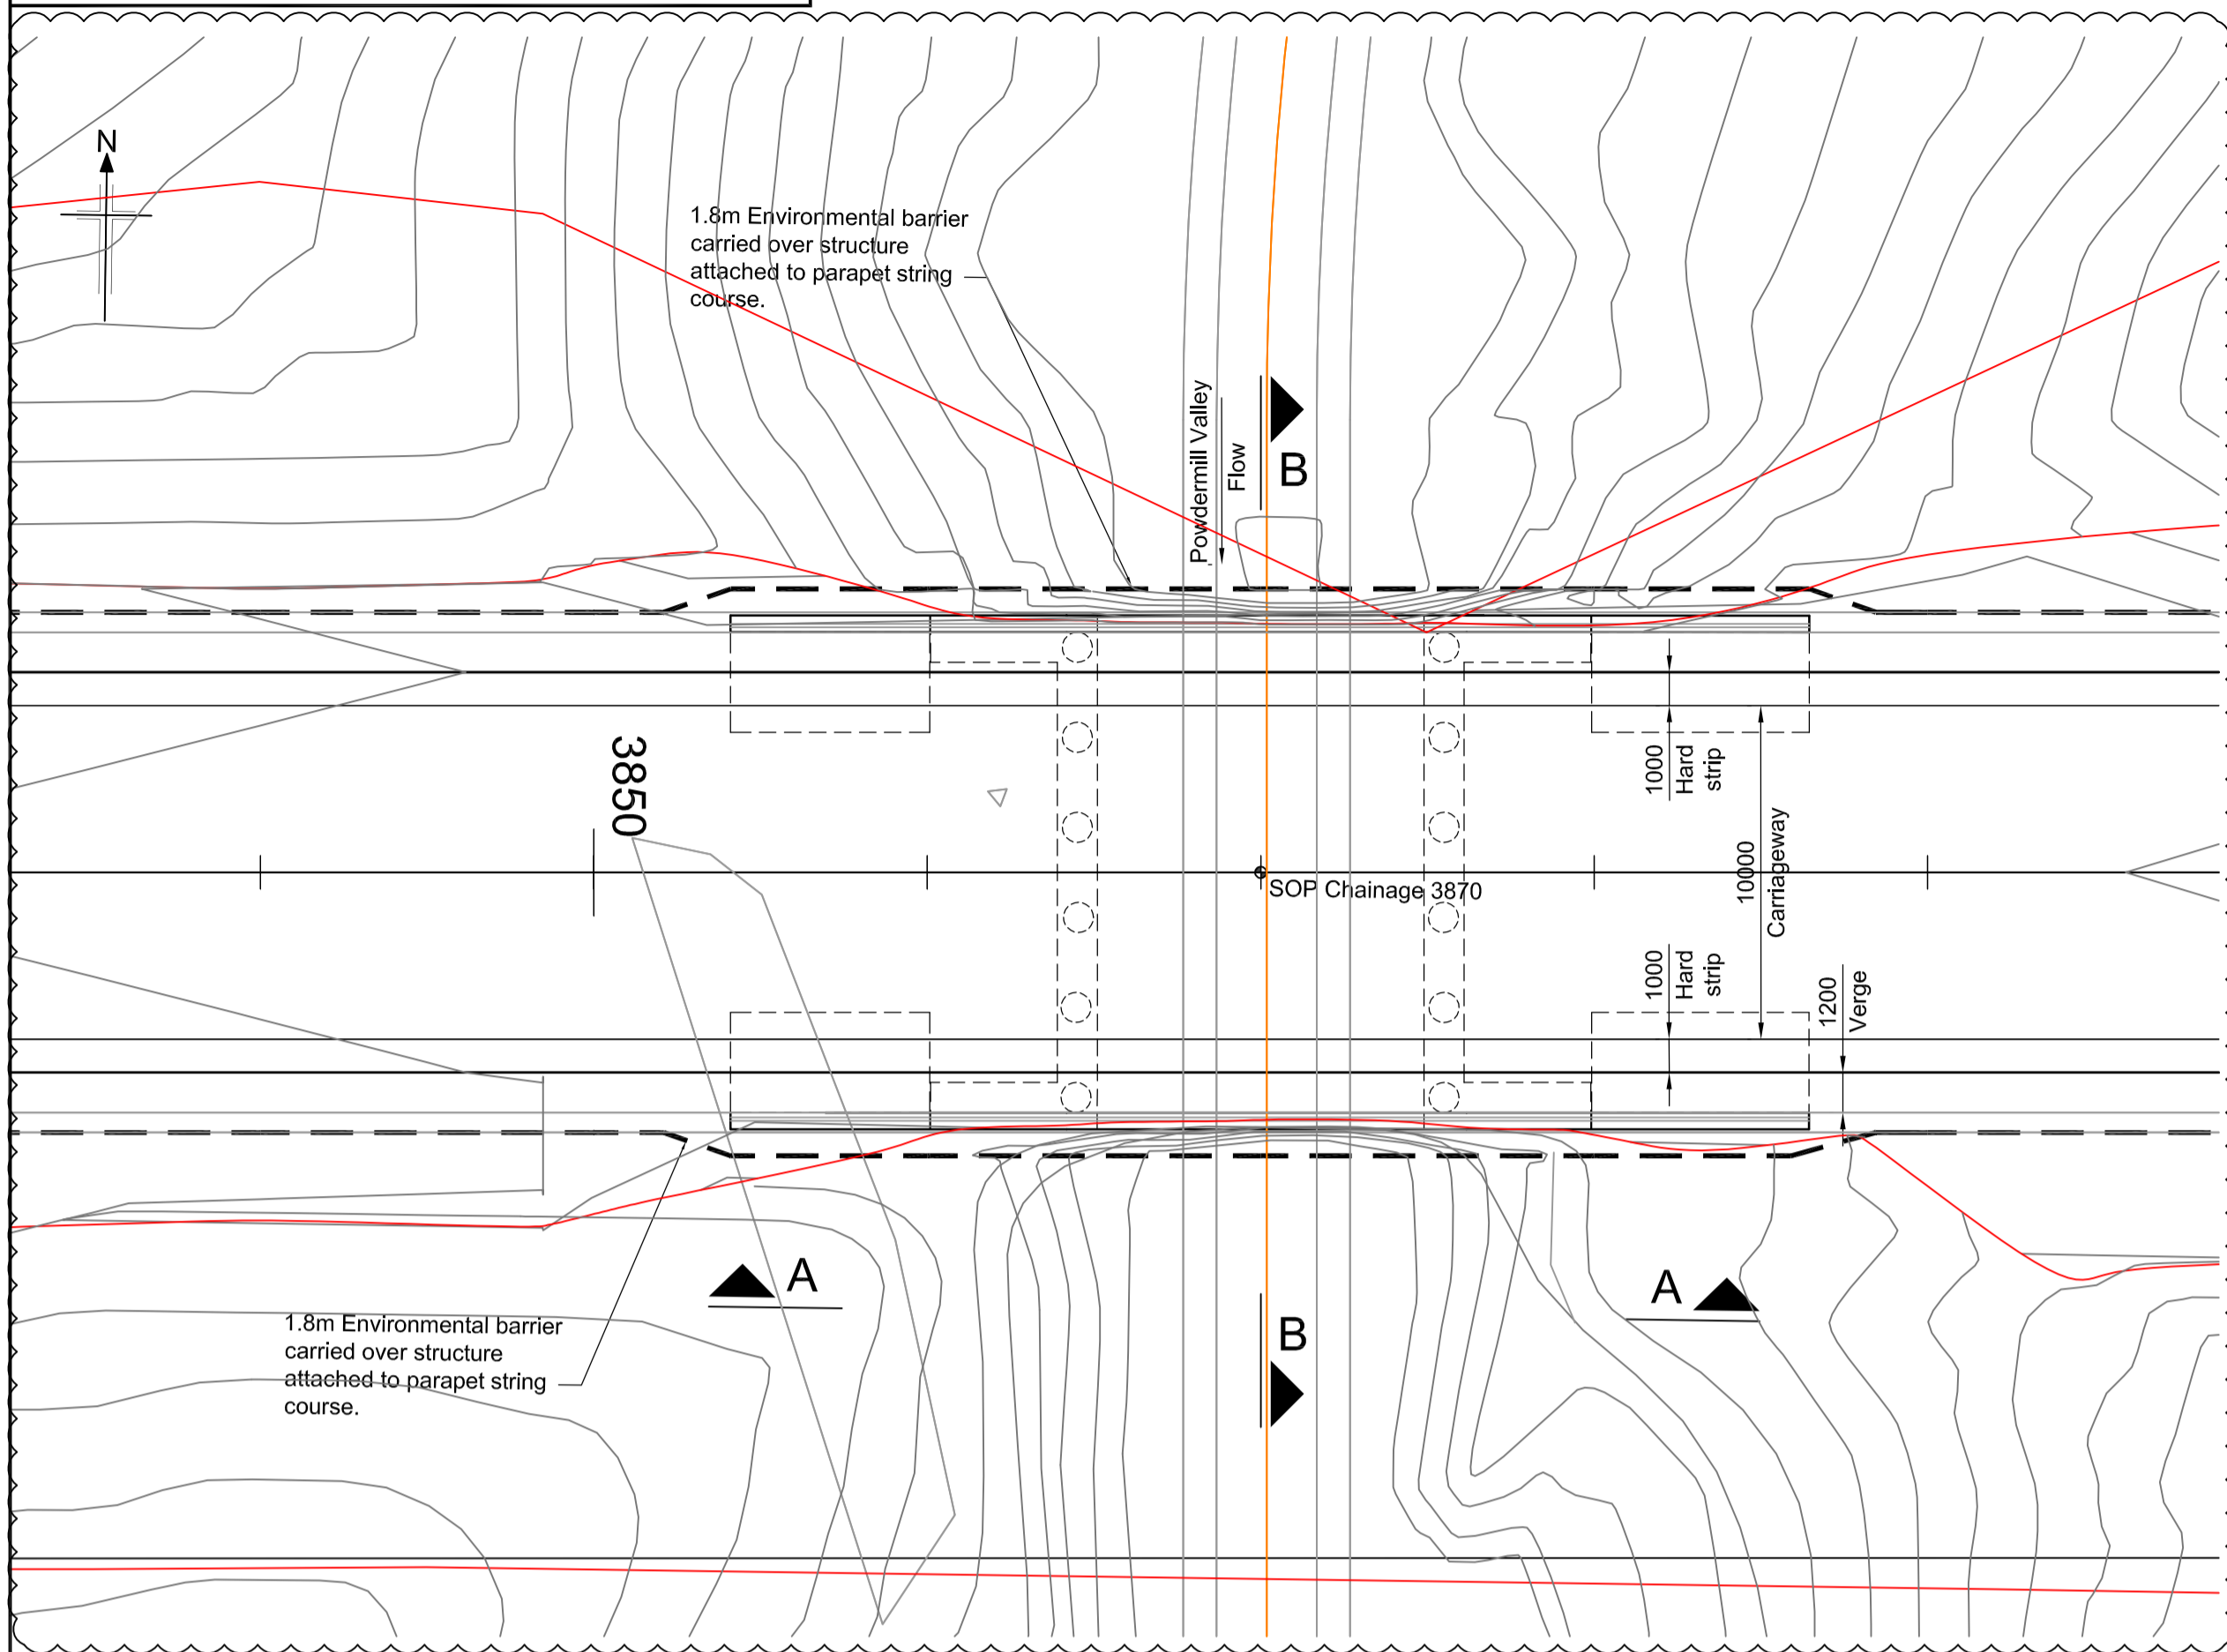 N
1.8m Environmental barrier
carried over structure
attached to parapet string
course.
Powdermill Valley
Flow
B
3850
1000
Hard
strip
10000
Carriageway
SOP Chainage 3870
1000
Hard
strip
1200
Verge
A
A
B
1.8m Environmental barrier
carried over structure
attached to parapet string
course.